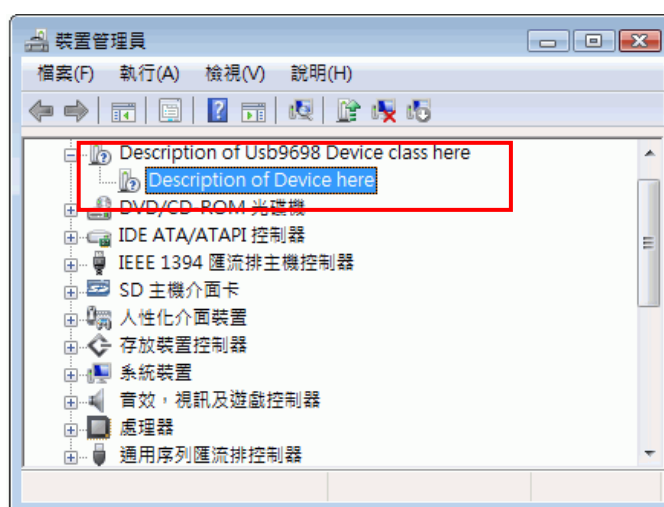 裝置管理員
檔案(F) 執行(A) 檢視(V) 說明(H)
Description of Usb9698 Device class here
Description of Device here
DVD/CD-ROM 光碟機
IDE ATA/ATAPI 控制器
IEEE 1394 匯流排主機控制器
SD 主機介面卡
人性化介面裝置
存放裝置控制器
系統裝置
音效，視訊及遊戲控制器
處理器
通用序列匯流排控制器